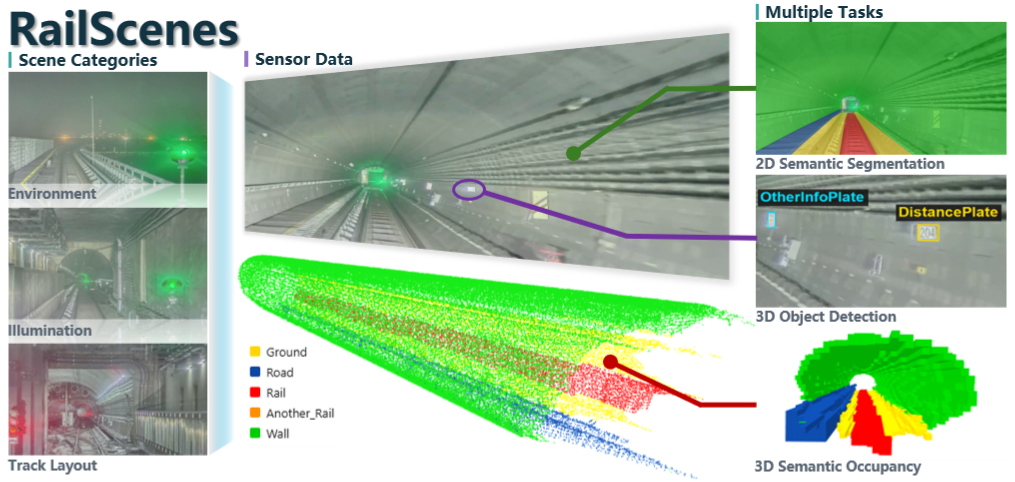 RailScenes
Scene Categories
Environment
Illumination
Track Layout
Sensor Data
Ground
Road
Rail
Another_Rail
Wall
Multiple Tasks
2D Semantic Segmentation
OtherInfoPlate
DistancePlate
204
3D Object Detection
3D Semantic Occupancy